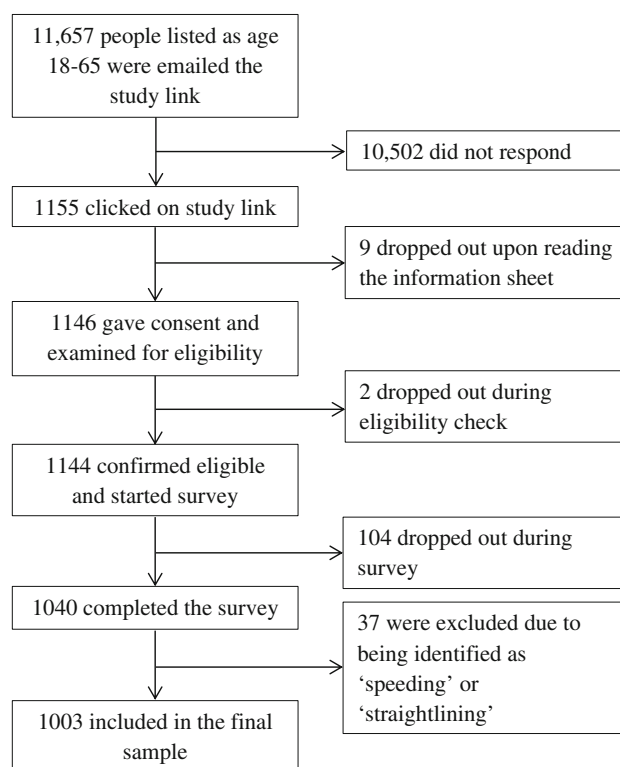 11,657 people listed as age
18-65 were emailed the
study link
10,502 did not respond
1155 clicked on study link
9 dropped out upon reading
the information sheet
1146 gave consent and
examined for eligibility
2 dropped out during
eligibility check
1144 confirmed eligible
and started survey
104 dropped out during
survey
1040 completed the survey
37 were excluded due to
being identified as
‘speeding’ or
‘straightlining’
1003 included in the final
sample